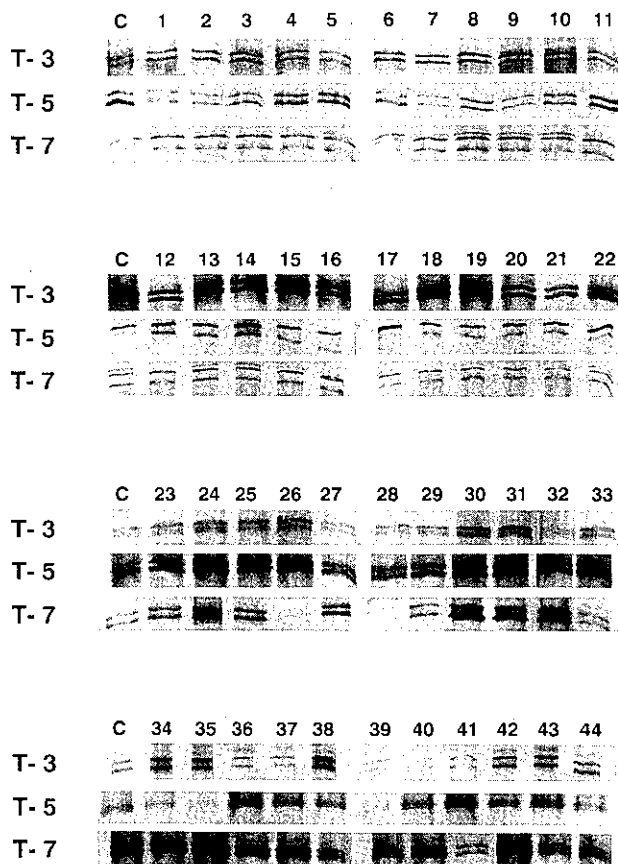 C 1 2 3 4 5 6 7 8 9 10 11
T- 3
T- 5
T- 7
C 12 13 14 15 16 17 18 19 20 21 22
T- 3
T- 5
T- 7
C 23 24 25 26 27 28 29 30 31 32 33
T- 3
T- 5
T- 7
C 34 35 36 37 38 39 40 41 42 43 44
T- 3
T- 5
T- 7